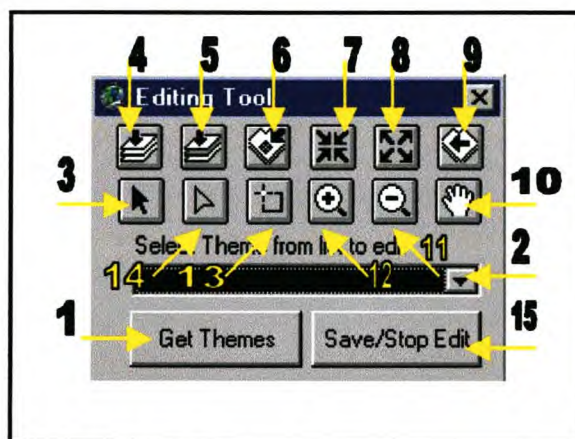 4 5 6 7 8 9
Editing Tool
3
10
Select Theme from list to edit
11
14 13 12
2
1
Get Themes
Save/Stop Edit
15